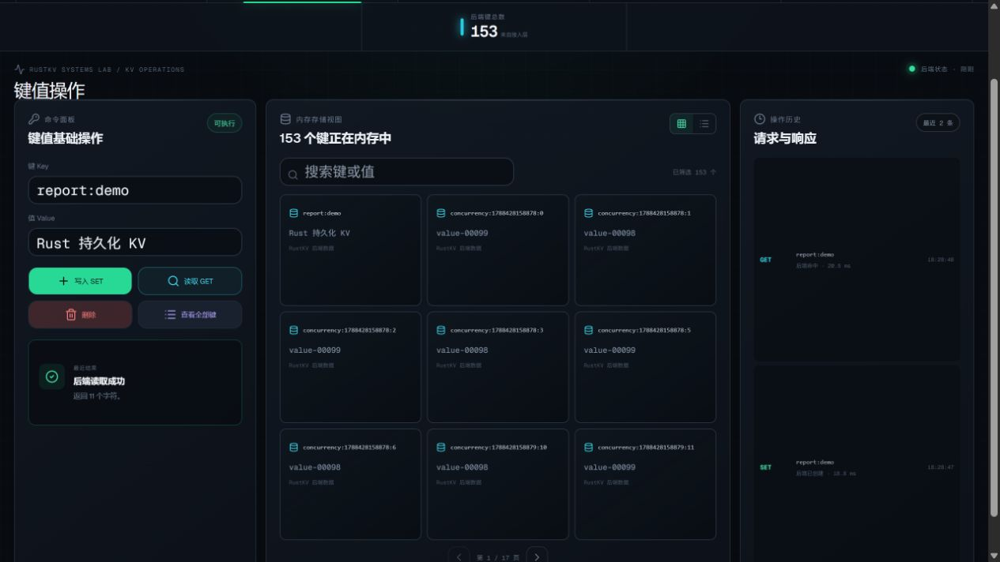 后端键总数
153 来自接入层
RUSTKV SYSTEMS LAB / KV OPERATIONS
后端状态 · 刚刚
键值操作
命令面板
可执行
键值基础操作
键 Key
report:demo
值 Value
Rust 持久化 KV
写入 SET
读取 GET
删除
查看全部键
最近结果
后端读取成功
返回 11 个字符。
内存存储视图
153 个键正在内存中
搜索键或值
已筛选 153 个
report:demo
Rust 持久化 KV
RustKV 后端数据
concurrency:1788428158878:0
value-00099
RustKV 后端数据
concurrency:1788428158878:1
value-00098
RustKV 后端数据
concurrency:1788428158878:2
value-00099
RustKV 后端数据
concurrency:1788428158878:3
value-00098
RustKV 后端数据
concurrency:1788428158878:5
value-00099
RustKV 后端数据
concurrency:1788428158878:6
value-00098
RustKV 后端数据
concurrency:1788428158879:10
value-00098
RustKV 后端数据
concurrency:1788428158879:11
value-00099
RustKV 后端数据
第 1 / 17 页
操作历史
最近 2 条
请求与响应
GET
report:demo
后端命中 · 20.5 ms
18:28:48
SET
report:demo
后端已创建 · 18.8 ms
18:28:47